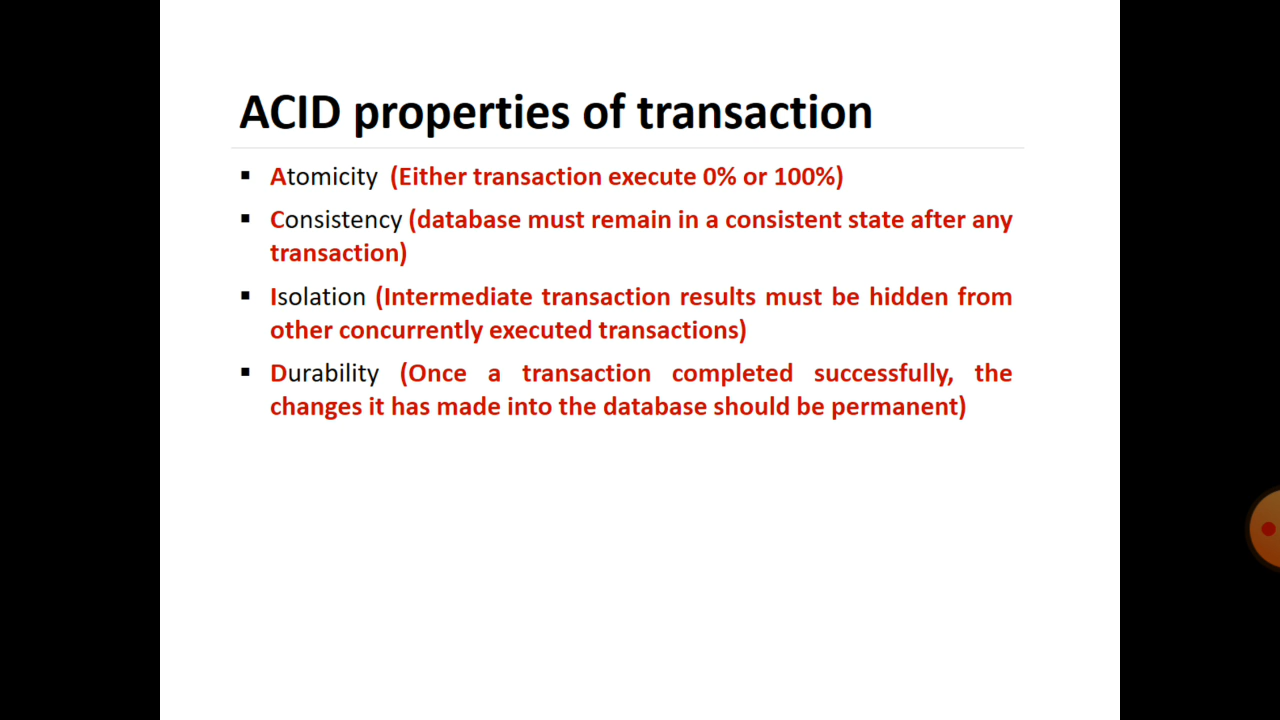 ACID properties of transaction
▪ Atomicity (Either transaction execute 0% or 100%)
▪ Consistency (database must remain in a consistent state after any
transaction)
▪ Isolation (Intermediate transaction results must be hidden from
other concurrently executed transactions)
▪ Durability (Once a transaction completed successfully, the
changes it has made into the database should be permanent)